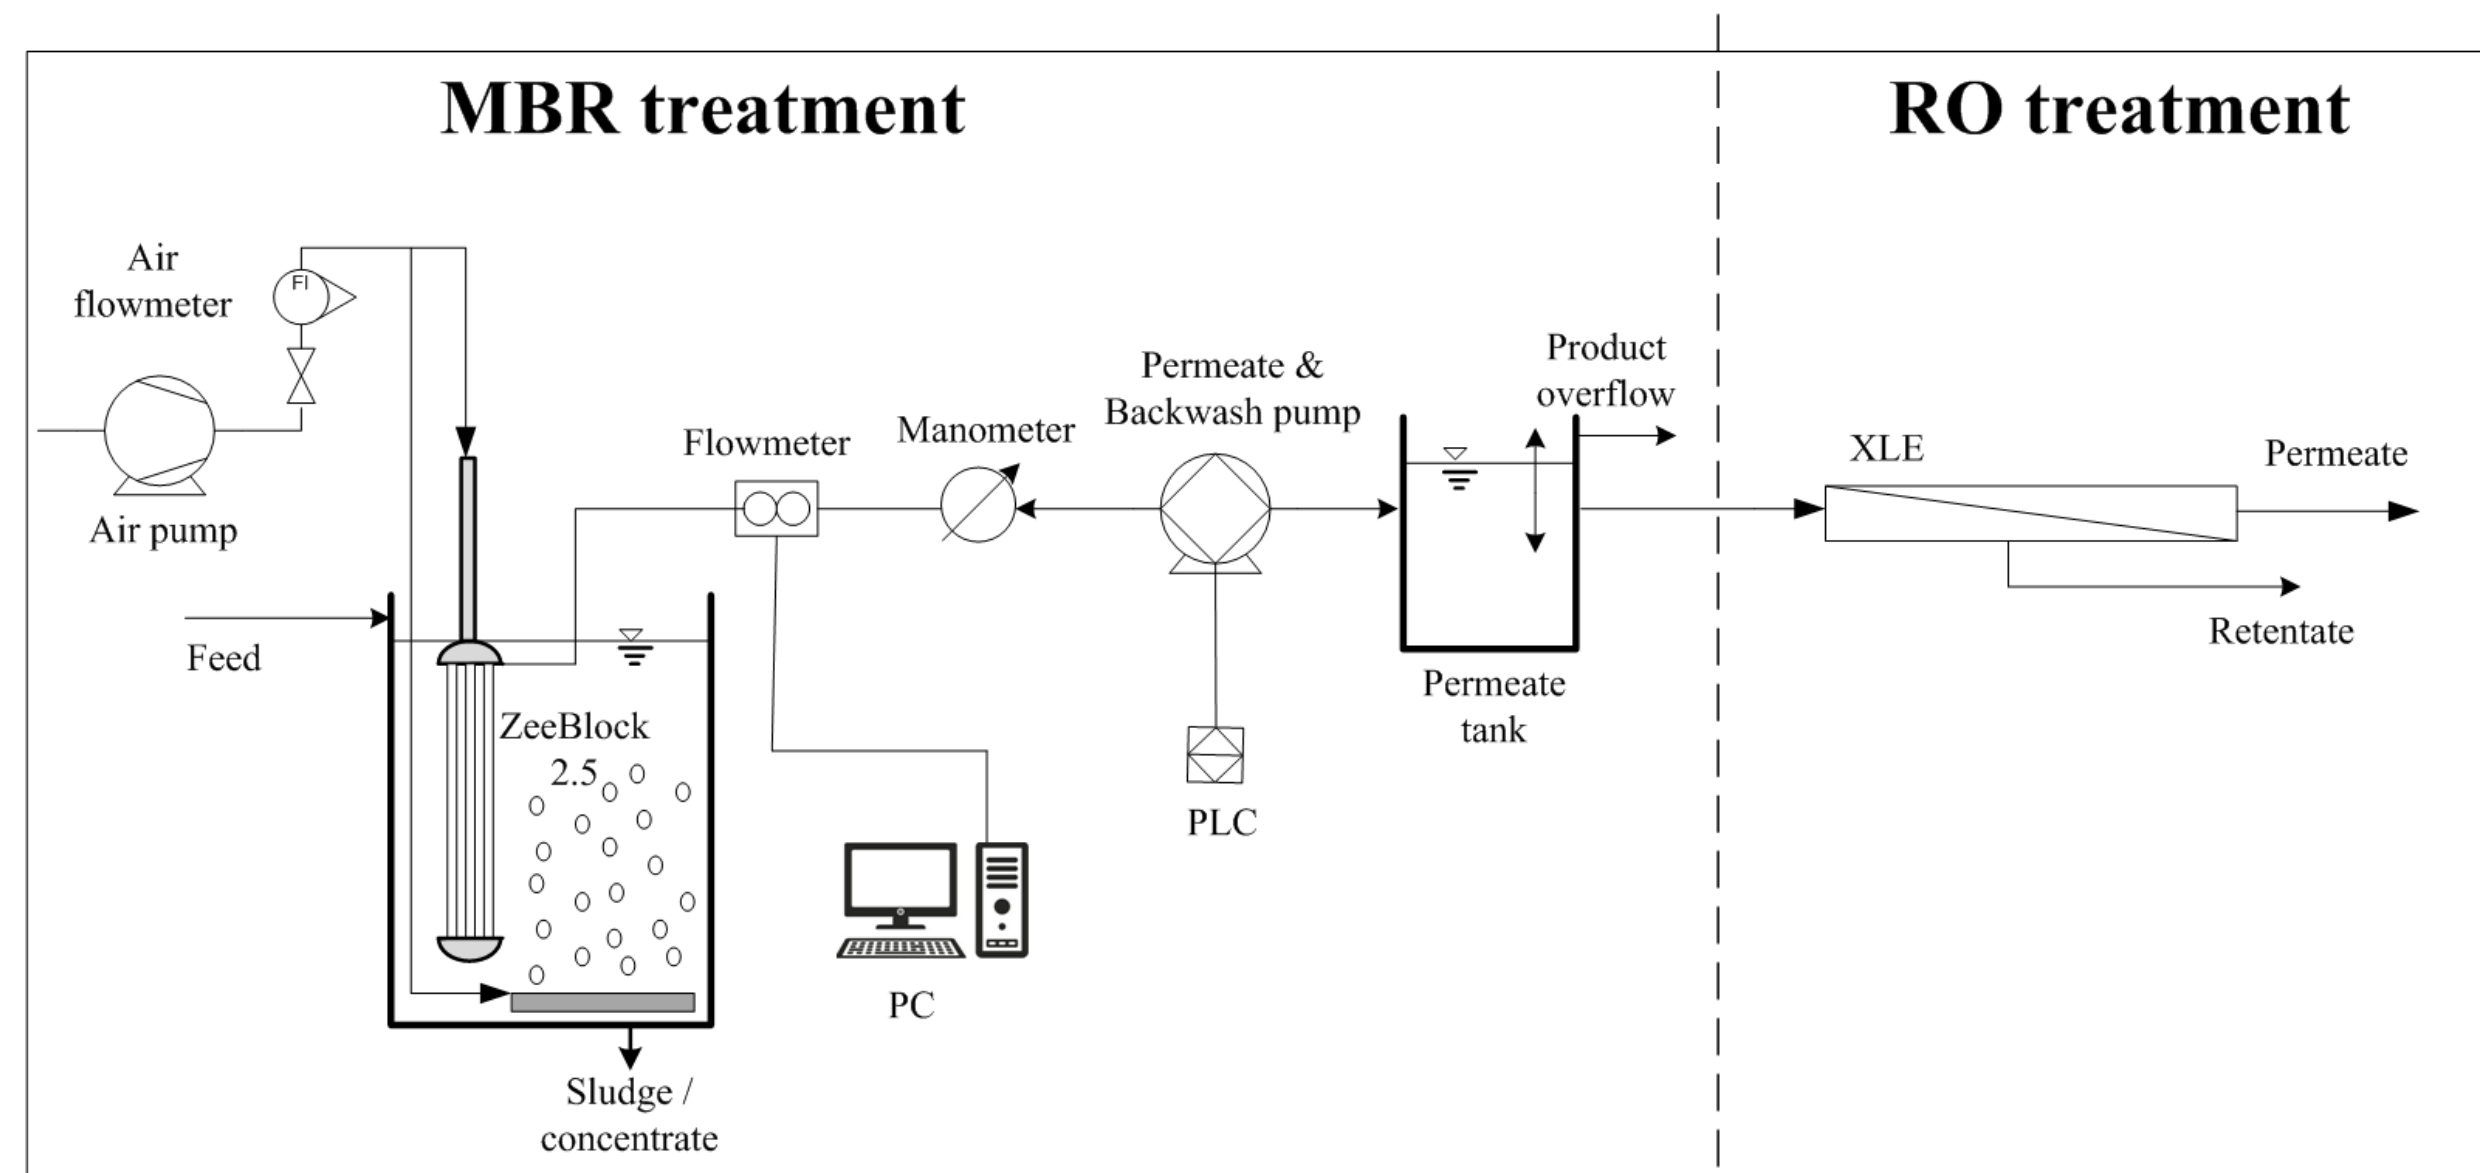 MBR treatment
RO treatment
Air
flowmeter
FI
Air pump
Feed
ZeeBlock
2.5
Sludge /
concentrate
Flowmeter
Manometer
Permeate &
Backwash pump
PC
PLC
Product
overflow
Permeate
tank
XLE
Permeate
Retentate